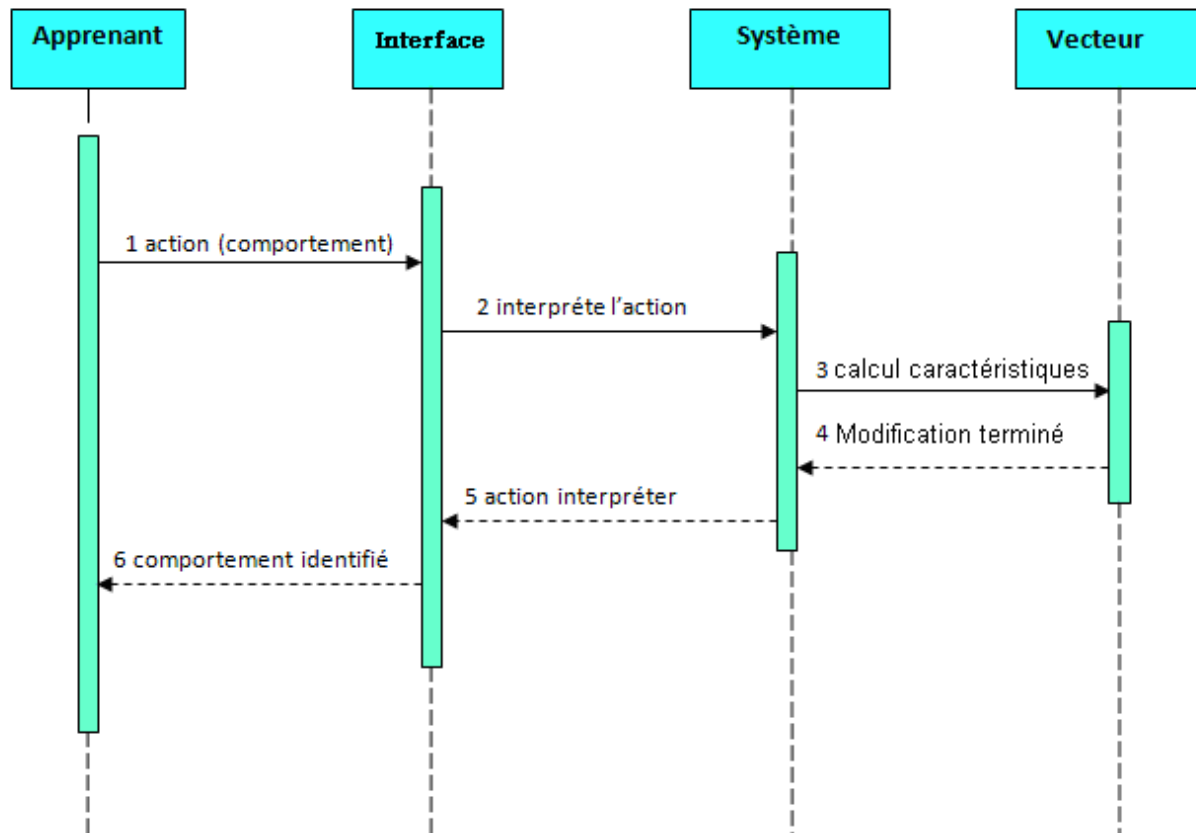 Apprenant
Interface
Système
Vecteur
1 action (comportement)
2 interpréte l'action
3 calcul caractéristiques
4 Modification terminé
5 action interpréter
6 comportement identifié